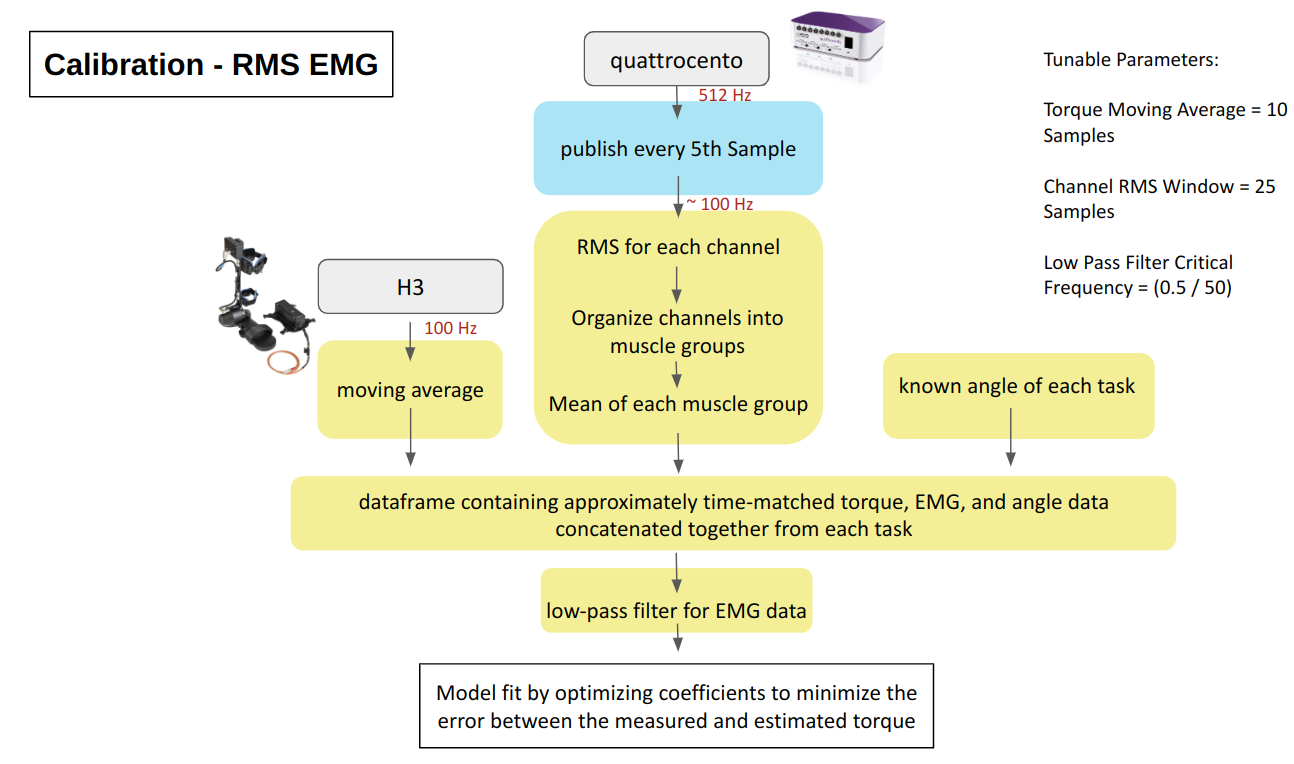 Calibration - RMS EMG
quattrocento
512 Hz
publish every 5th Sample
~ 100 Hz
RMS for each channel
Organize channels into
muscle groups
Mean of each muscle group
H3
100 Hz
moving average
known angle of each task
dataframe containing approximately time-matched torque, EMG, and angle data
concatenated together from each task
low-pass filter for EMG data
Model fit by optimizing coefficients to minimize the
error between the measured and estimated torque
Tunable Parameters:
Torque Moving Average = 10
Samples
Channel RMS Window = 25
Samples
Low Pass Filter Critical
Frequency = (0.5 / 50)